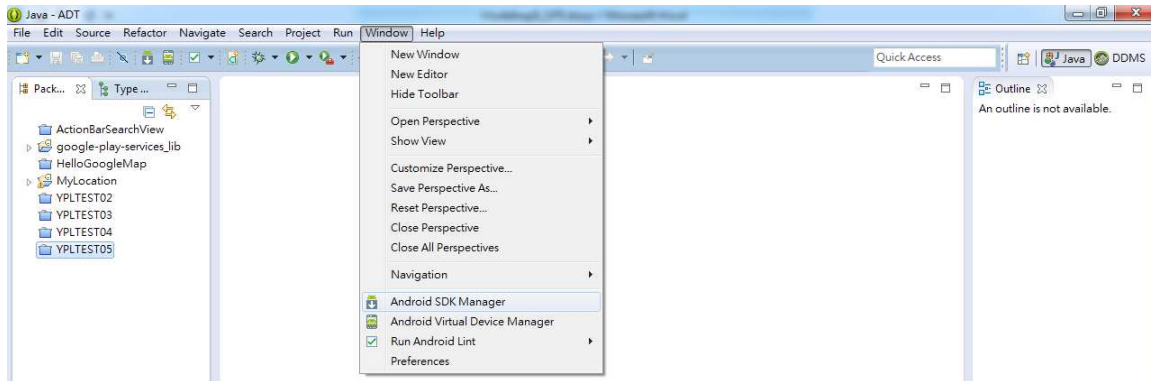 Java - ADT
File Edit Source Refactor Navigate Search Project Run Window Help
Quick Access
Java
DDMS
Pack...
Type...
ActionBarSearchView
google-play-services_lib
HelloGoogleMap
MyLocation
YPLTEST02
YPLTEST03
YPLTEST04
YPLTEST05
New Window
New Editor
Hide Toolbar
Open Perspective
Show View
Customize Perspective...
Save Perspective As...
Reset Perspective...
Close Perspective
Close All Perspectives
Navigation
Android SDK Manager
Android Virtual Device Manager
Run Android Lint
Preferences
Outline
An outline is not available.